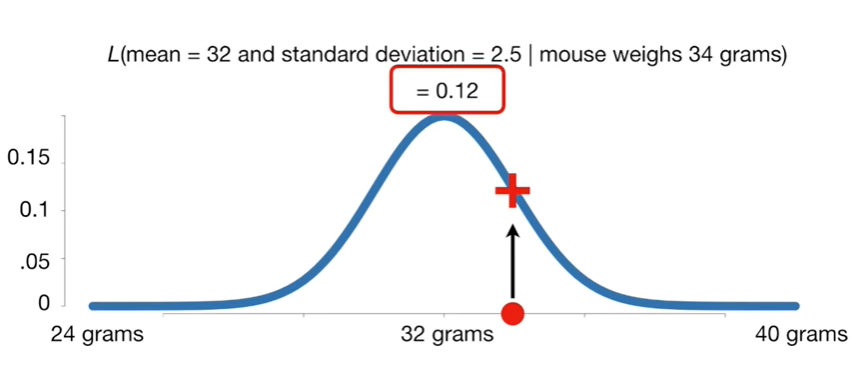 L(mean = 32 and standard deviation = 2.5 | mouse weighs 34 grams)
= 0.12
0.15
0.1
.05
0
24 grams 32 grams 40 grams